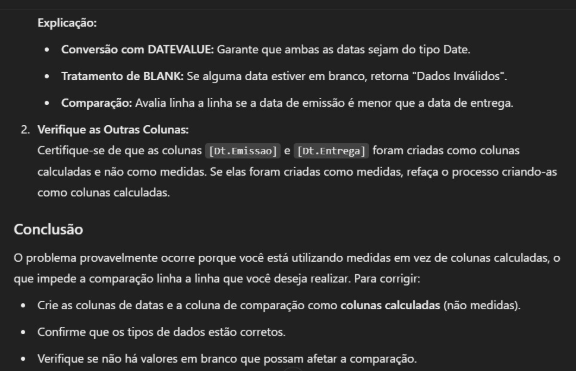 Explicação:
• Conversão com DATEVALUE: Garante que ambas as datas sejam do tipo Date.
• Tratamento de BLANK: Se alguma data estiver em branco, retorna "Dados Inválidos".
• Comparação: Avalia linha a linha se a data de emissão é menor que a data de entrega.
2. Verifique as Outras Colunas:
Certifique-se de que as colunas [Dt.Emissao] e [Dt.Entrega] foram criadas como colunas
calculadas e não como medidas. Se elas foram criadas como medidas, refaça o processo criando-as
como colunas calculadas.
Conclusão
O problema provavelmente ocorre porque você está utilizando medidas em vez de colunas calculadas, o
que impede a comparação linha a linha que você deseja realizar. Para corrigir:
• Crie as colunas de datas e a coluna de comparação como colunas calculadas (não medidas).
• Confirme que os tipos de dados estão corretos.
• Verifique se não há valores em branco que possam afetar a comparação.